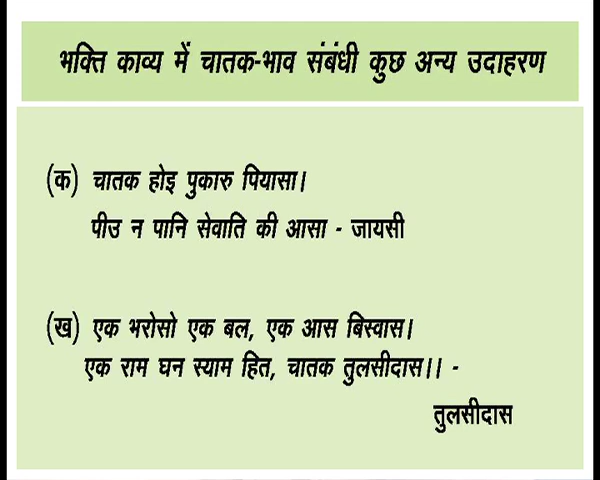 भक्ति काव्य में चातक-भाव संबंधी कुछ अन्य उदाहरण
(क) चातक होइ पुकारु पियासा।
पीउ न पानि सेवाति की आसा - जायसी
(ख) एक भरोसो एक बल, एक आस बिस्वास।
एक राम घन स्याम हित, चातक तुलसीदास।। -
तुलसीदास